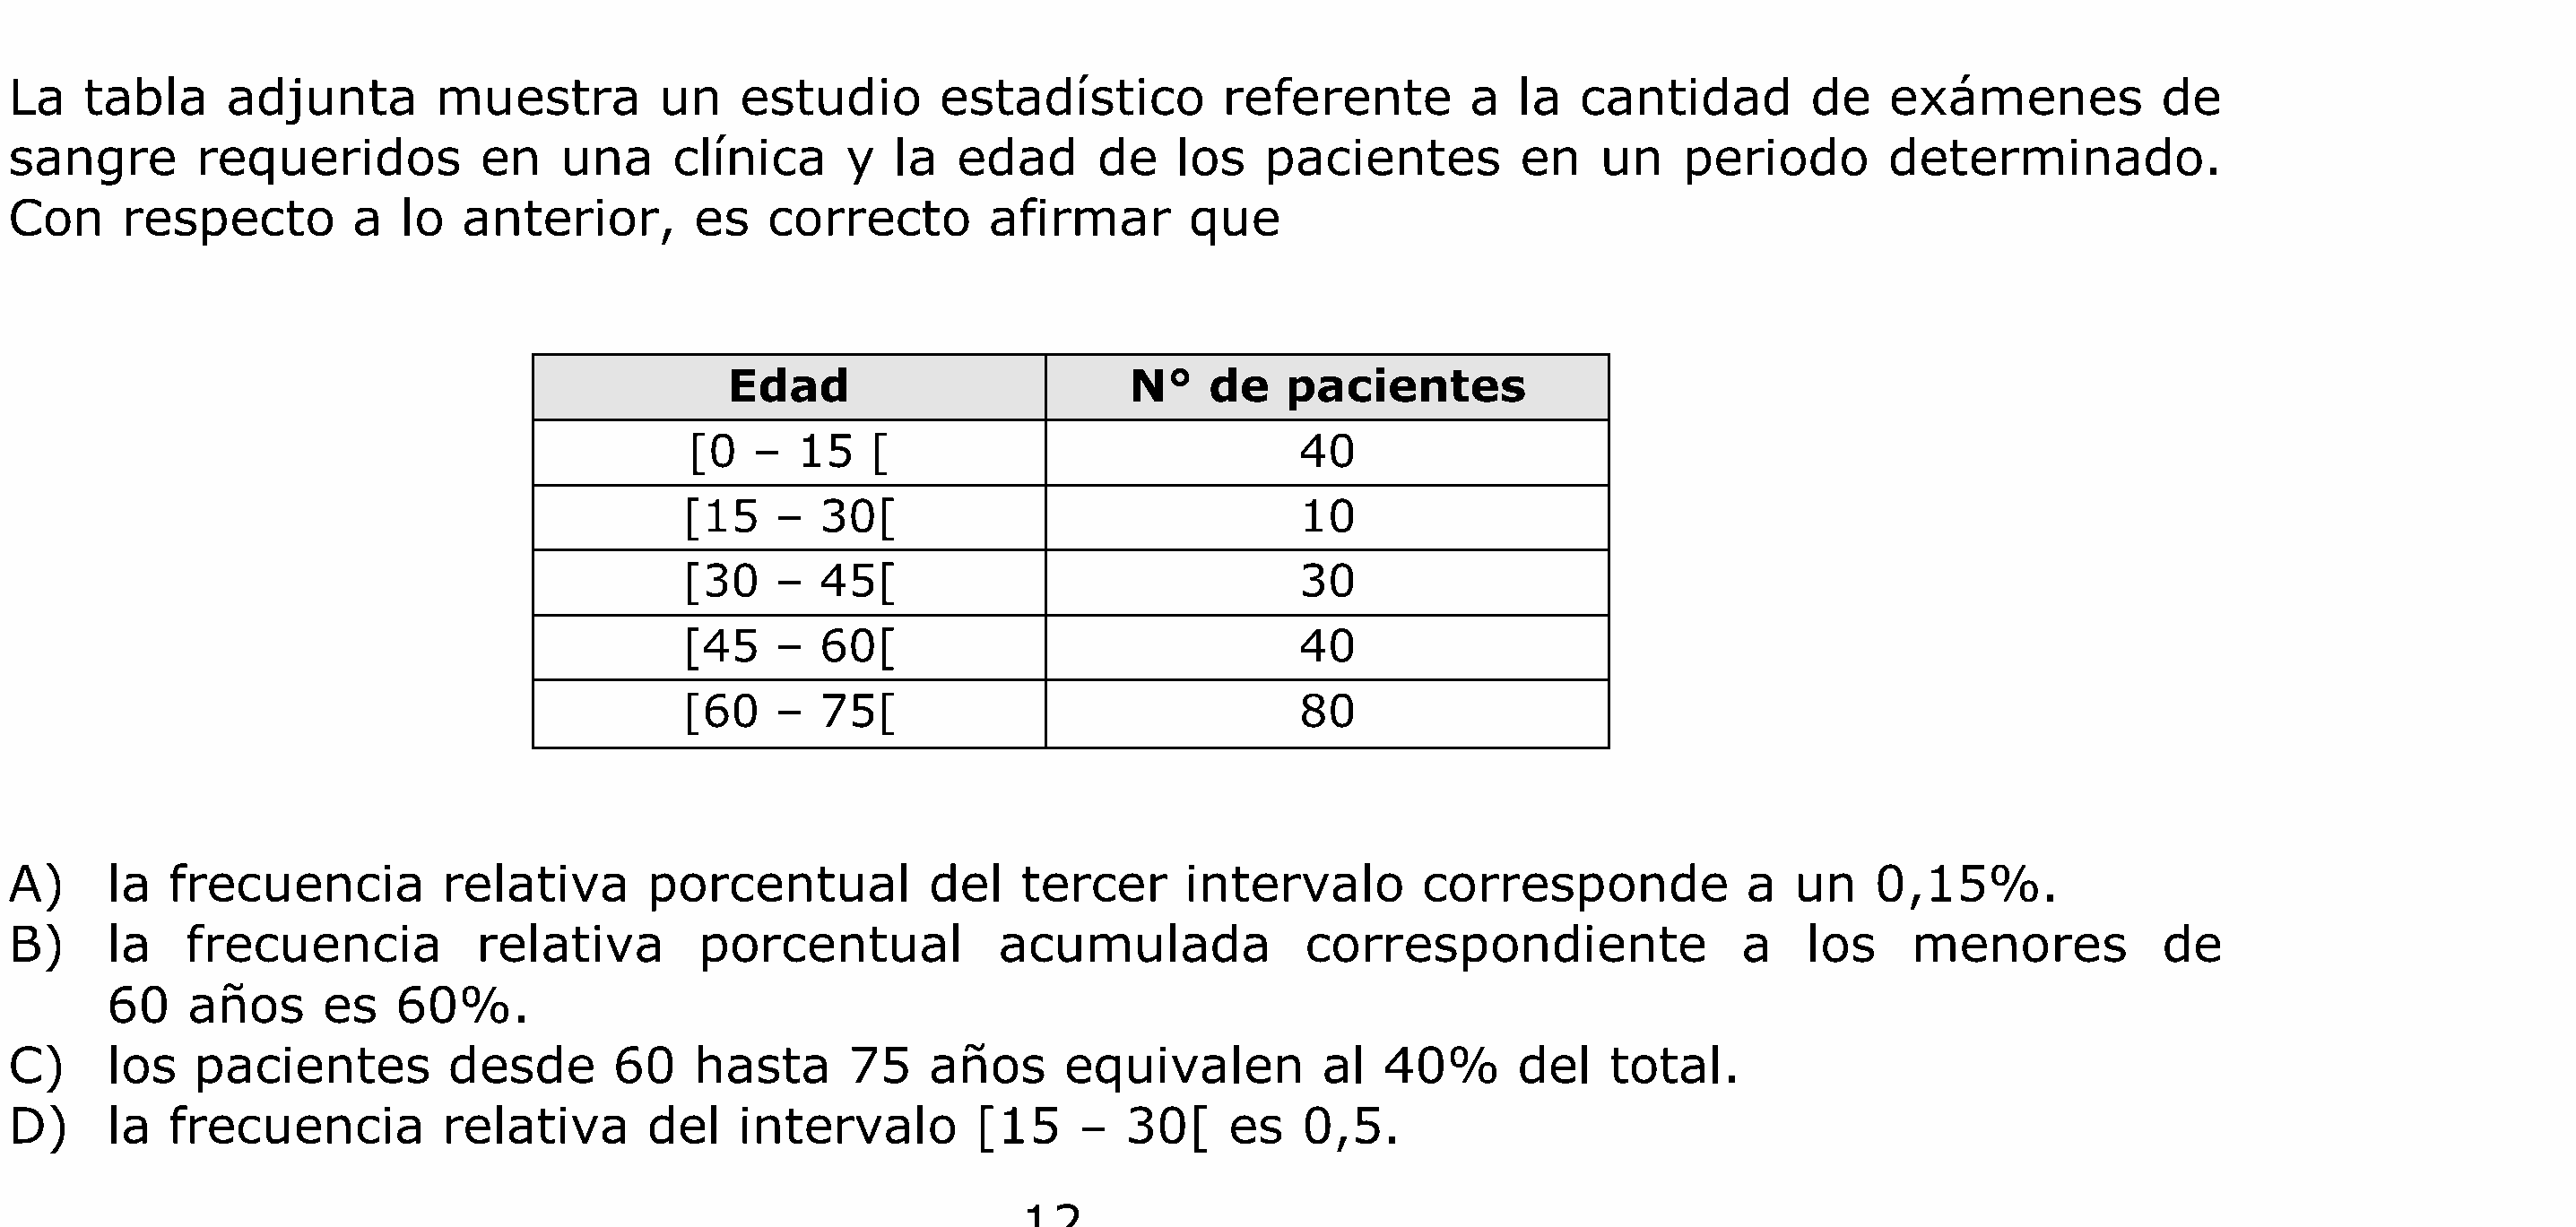 La tabla adjunta muestra un estudio estadístico referente a la cantidad de exámenes de
sangre requeridos en una clínica y la edad de los pacientes en un periodo determinado.
Con respecto a lo anterior, es correcto afirmar que
Edad N° de pacientes
[0 – 15 [ 40
[15 – 30[ 10
[30 – 45[ 30
[45 – 60[ 40
[60 – 75[ 80
A) la frecuencia relativa porcentual del tercer intervalo corresponde a un 0,15%.
B) la frecuencia relativa porcentual acumulada correspondiente a los menores de
60 años es 60%.
C) los pacientes desde 60 hasta 75 años equivalen al 40% del total.
D) la frecuencia relativa del intervalo [15 – 30[ es 0,5.
12